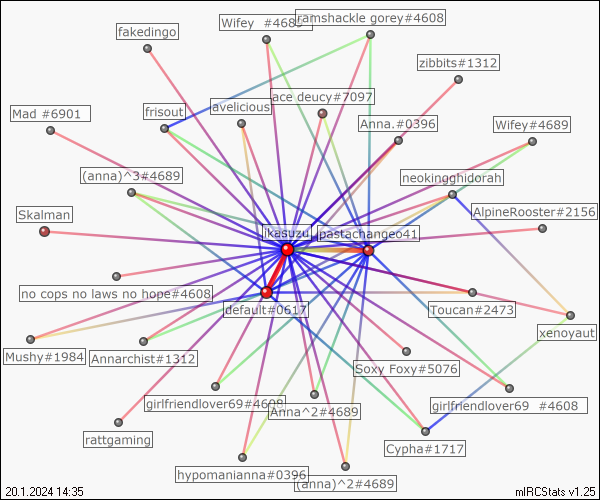 Wifey #4689
ramshackle gorey#4608
fakedingo
zibbits#1312
ace deucy#7097
avelicious
Mad #6901
frisout
Anna.#0396
Wifey#4689
(anna)^3#4689
neokingghidorah
Skalman
AlpineRooster#2156
ikasuzu
pastachangeo41
no cops no laws no hope#4608
default#0617
Toucan#2473
xenoyaut
Mushy#1984
Annarchist#1312
Soxy Foxy#5076
girlfriendlover69#4608
Anna^2#4689
girlfriendlover69 #4608
rattgaming
Cypha#1717
hypomanianna#0396
(anna)^2#4689
20.1.2024 14:35
mIRCStats v1.25